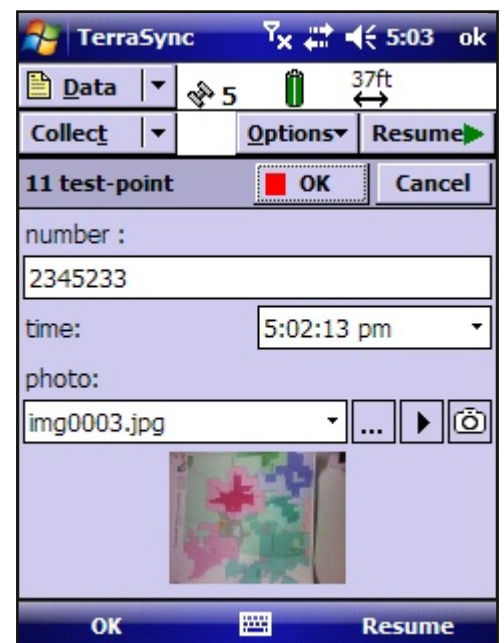 TerraSync 5:03 ok
Data 5 37ft
Collect Options Resume
11 test-point OK Cancel
number :
2345233
time: 5:02:13 pm
photo:
img0003.jpg ...
OK Resume